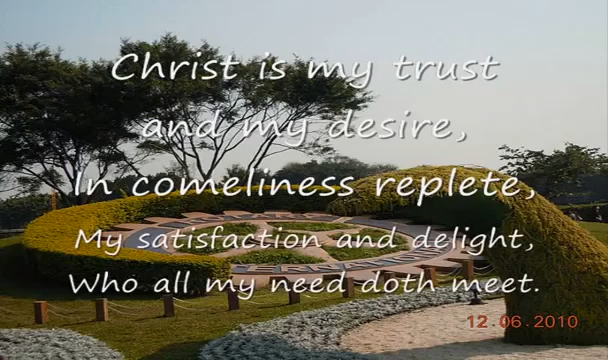 Christ is my trust
and my desire,
In comeliness replete,
My satisfaction and delight,
Who all my need doth meet.
12.06.2010